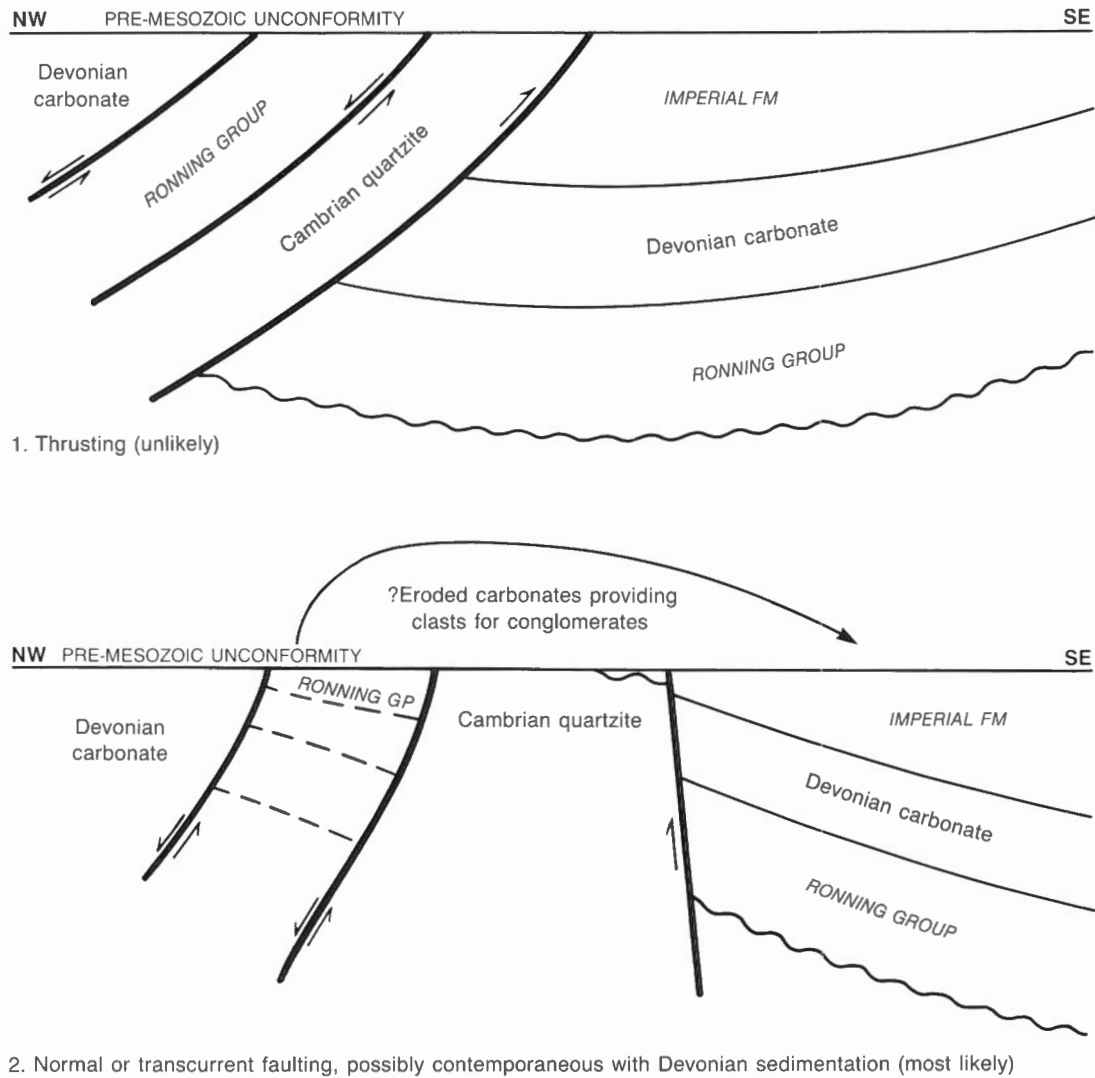 NW PRE-MESOZOIC UNCONFORMITY SE
Devonian
carbonate
RONNING GROUP
Cambrian quartzite
IMPERIAL FM
Devonian carbonate
RONNING GROUP
1. Thrusting (unlikely)
?Eroded carbonates providing
clasts for conglomerates
NW PRE-MESOZOIC UNCONFORMITY SE
Devonian
carbonate
RONNING GP
Cambrian quartzite
IMPERIAL FM
Devonian carbonate
RONNING GROUP
2. Normal or transcurrent faulting, possibly contemporaneous with Devonian sedimentation (most likely)